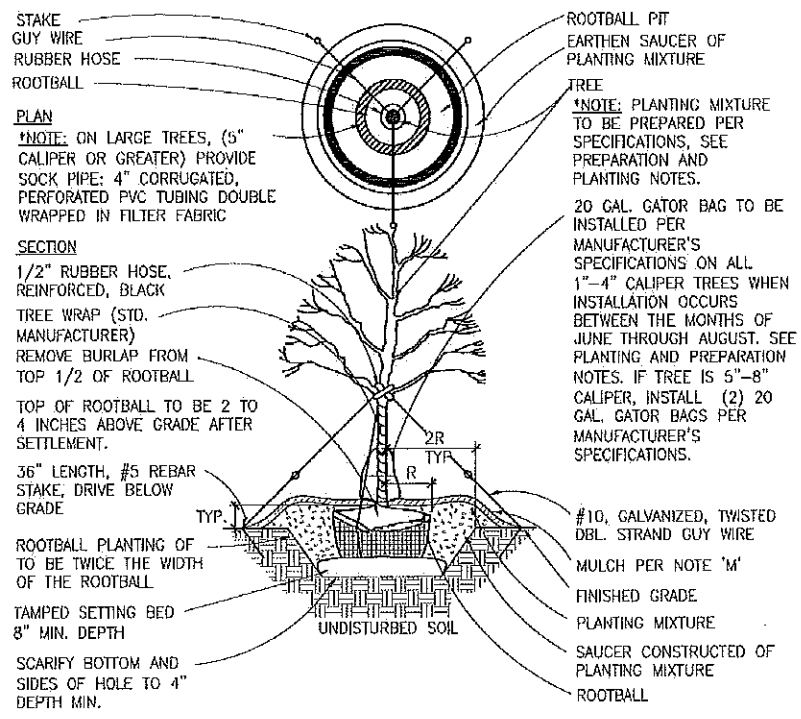 STAKE
GUY WIRE
RUBBER HOSE
ROOTBALL
PLAN
*NOTE: ON LARGE TREES, (5"
CALIPER OR GREATER) PROVIDE
SOCK PIPE: 4" CORRUGATED,
PERFORATED PVC TUBING DOUBLE
WRAPPED IN FILTER FABRIC
ROOTBALL PIT
EARTHEN SAUCER OF
PLANTING MIXTURE
TREE
*NOTE: PLANTING MIXTURE
TO BE PREPARED PER
SPECIFICATIONS, SEE
PREPARATION AND
PLANTING NOTES.
SECTION
1/2" RUBBER HOSE,
REINFORCED, BLACK
TREE WRAP (STD.
MANUFACTURER)
REMOVE BURLAP FROM
TOP 1/2 OF ROOTBALL
TOP OF ROOTBALL TO BE 2 TO
4 INCHES ABOVE GRADE AFTER
SETTLEMENT.
36" LENGTH, #5 REBAR
STAKE, DRIVE BELOW
GRADE
ROOTBALL PLANTING OF
TO BE TWICE THE WIDTH
OF THE ROOTBALL
TAMPED SETTING BED
8" MIN. DEPTH
SCARIFY BOTTOM AND
SIDES OF HOLE TO 4"
DEPTH MIN.
TYP.
2R
TYP
R
UNDISTURBED SOIL
20 GAL. GATOR BAG TO BE
INSTALLED PER
MANUFACTURER'S
SPECIFICATIONS ON ALL
1"-4" CALIPER TREES WHEN
INSTALLATION OCCURS
BETWEEN THE MONTHS OF
JUNE THROUGH AUGUST. SEE
PLANTING AND PREPARATION
NOTES. IF TREE IS 5"-8"
CALIPER, INSTALL (2) 20
GAL. GATOR BAGS PER
MANUFACTURER'S
SPECIFICATIONS.
#10, GALVANIZED, TWISTED
DBL. STRAND GUY WIRE
MULCH PER NOTE 'M'
FINISHED GRADE
PLANTING MIXTURE
SAUCER CONSTRUCTED OF
PLANTING MIXTURE
ROOTBALL